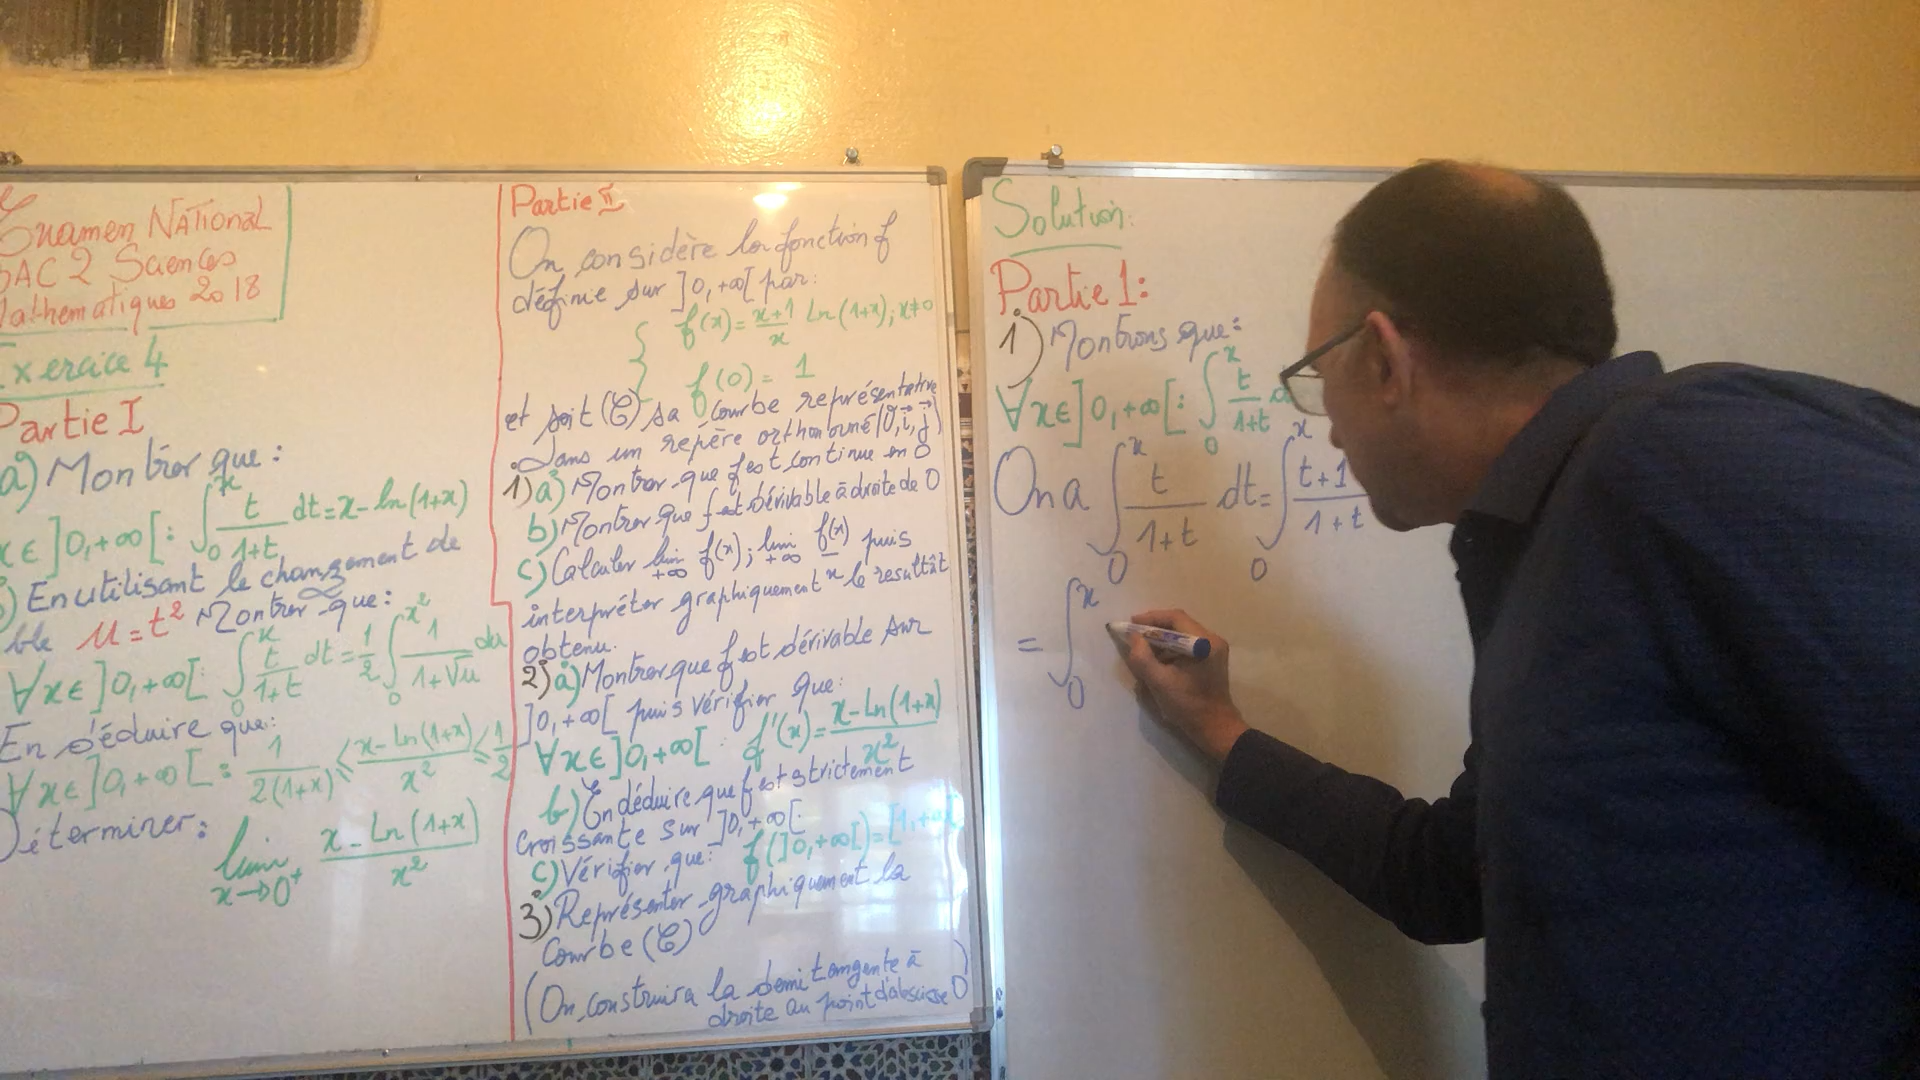 Examen National
BAC 2 Sciences
Mathematiques 2018
Exercice 4
Partie I
a) Montrer que:
x ∈ ]0,+∞[ : ∫₀ˣ t/(1+t) dt = x - ln(1+x)
) En utilisant le changement de
ble u = t² Montrer que:
∀x∈]0,+∞[: ∫₀ˣ t/(1+t) dt = 1/2 ∫₀^(x²) 1/(1+√u) du
En déduire que:
∀x∈]0,+∞[ : 1/(2(1+x)) ≤ (x - Ln(1+x))/x² ≤ 1/2
Déterminer: lim x→0⁺ (x - Ln(1+x))/x²
Partie II
On considère la fonction f
définie sur ]0,+∞[ par:
f(x) = (x+1)/x Ln(1+x); x≠0
f(0) = 1
et soit (C) sa courbe représentative
dans un repère orthonormé (O, i⃗, j⃗)
1) a) Montrer que f est continue en 0
b) Montrer que f est dérivable à droite de 0
c) Calculer lim +∞ f(x); lim +∞ f(x)/x puis
interpréter graphiquement le resultât
obtenu.
2) a) Montrer que f est dérivable sur
]0,+∞[ puis vérifier que:
∀x∈]0,+∞[ f'(x) = (x - Ln(1+x))/x²
b) En déduire que f est strictement
croissante sur ]0,+∞[.
c) Vérifier que: f(]0,+∞[) = [1,+∞[
3) Représenter graphiquement la
Courbe (C)
(On construira la demi tangente à
droite au point d'abscisse 0)
Solution:
Partie 1:
1) Montrons que:
∀x∈]0,+∞[: ∫₀ˣ t/(1+t) d
On a ∫₀ˣ t/(1+t) dt = ∫₀ˣ (t+1)/(1+t)
= ∫₀ˣ